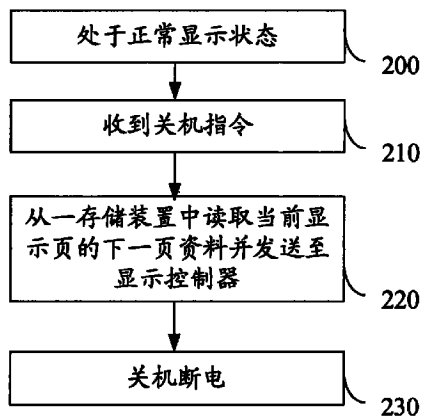 处于正常显示状态
200
收到关机指令
210
从一存储装置中读取当前显
示页的下一页资料并发送至
显示控制器
220
关机断电
230